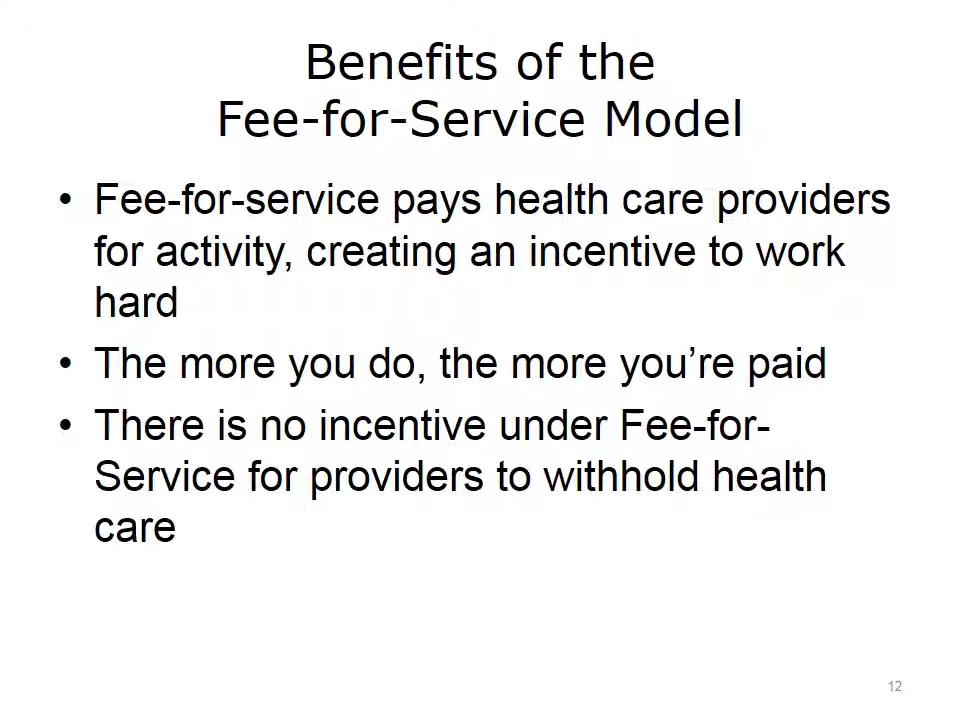 Benefits of the
Fee-for-Service Model
• Fee-for-service pays health care providers
for activity, creating an incentive to work
hard
• The more you do, the more you’re paid
• There is no incentive under Fee-for-
Service for providers to withhold health
care
12